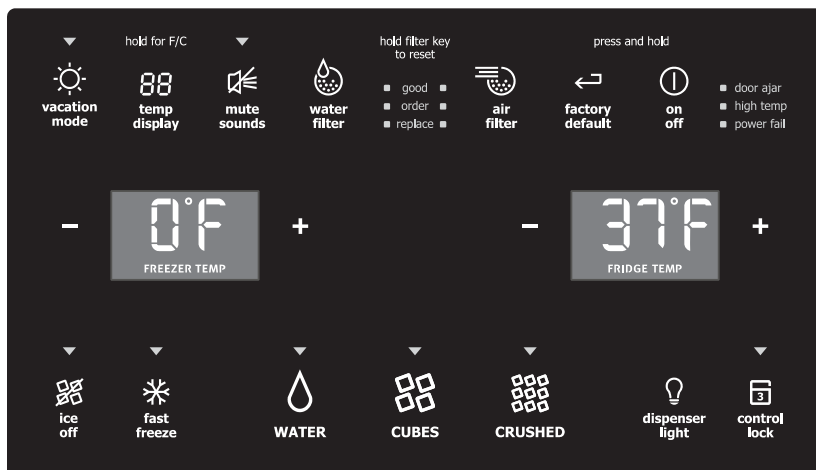 hold for F/C
hold filter key
to reset
press and hold
88
vacation
mode
temp
display
mute
sounds
water
filter
good
order
replace
air
filter
factory
default
on
off
door ajar
high temp
power fail
- 0°F +
FREEZER TEMP
- 37°F +
FRIDGE TEMP
3
ice
off
fast
freeze
WATER
CUBES
CRUSHED
dispenser
light
control
lock